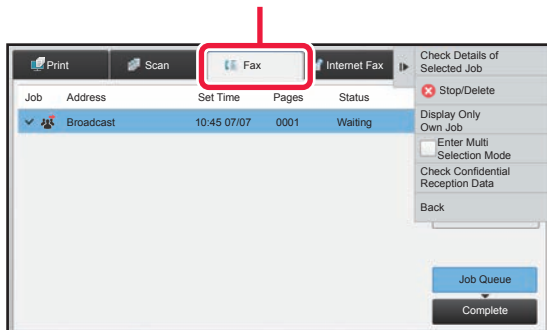 Print Scan Fax Internet Fax
Job Address Set Time Pages Status
Broadcast 10:45 07/07 0001 Waiting
Check Details of
Selected Job
Stop/Delete
Display Only
Own Job
Enter Multi
Selection Mode
Check Confidential
Reception Data
Back
Job Queue
Complete